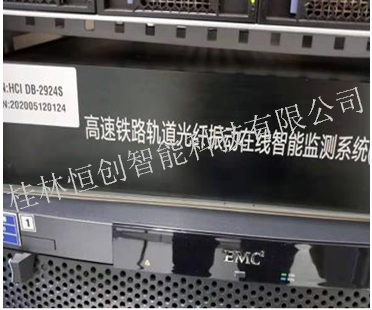 N:HCI DB-2924S
N:202005120124
高速铁路轨道光纤振动在线智能监测系统
桂林恒创智能科技有限公司
1
EMC²